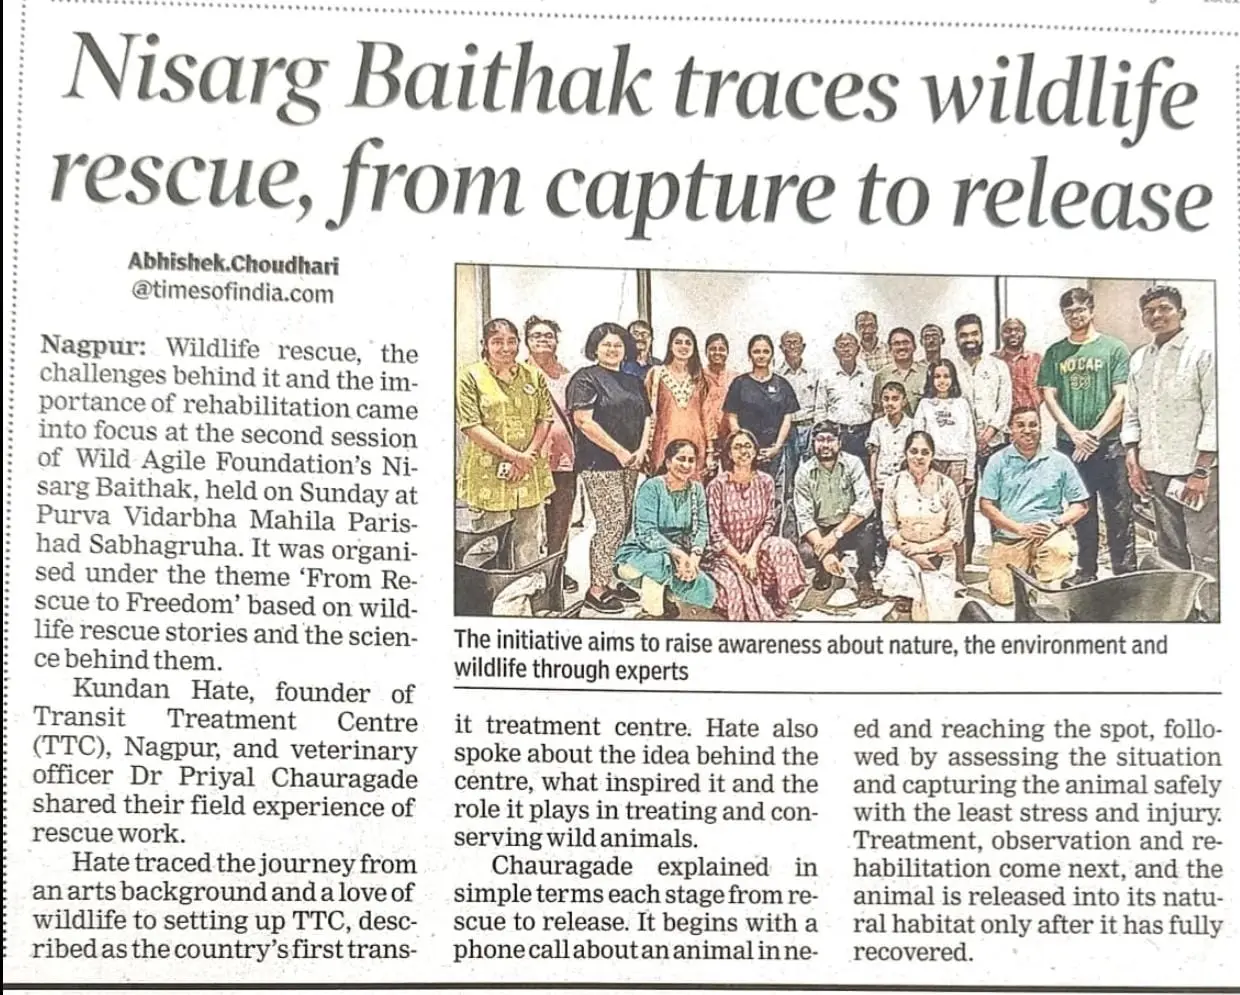 Nisarg Baithak traces wildlife
rescue, from capture to release
Abhishek.Choudhari
@timesofindia.com
Nagpur: Wildlife rescue, the
challenges behind it and the im-
portance of rehabilitation came
into focus at the second session
of Wild Agile Foundation's Ni-
sarg Baithak, held on Sunday at
Purva Vidarbha Mahila Paris-
had Sabhagruha. It was organi-
sed under the theme 'From Re-
scue to Freedom' based on wild-
life rescue stories and the scien-
ce behind them.
Kundan Hate, founder of
Transit Treatment Centre
(TTC), Nagpur, and veterinary
officer Dr Priyal Chauragade
shared their field experience of
rescue work.
Hate traced the journey from
an arts background and a love of
wildlife to setting up TTC, desc-
ribed as the country's first trans-
NO CAP
The initiative aims to raise awareness about nature, the environment and
wildlife through experts
it treatment centre. Hate also
spoke about the idea behind the
centre, what inspired it and the
role it plays in treating and con-
serving wild animals.
Chauragade explained in
simple terms each stage from re-
scue to release. It begins with a
phone call about an animal in ne-
ed and reaching the spot, follo-
wed by assessing the situation
and capturing the animal safely
with the least stress and injury.
Treatment, observation and re-
habilitation come next, and the
animal is released into its natu-
ral habitat only after it has fully
recovered.